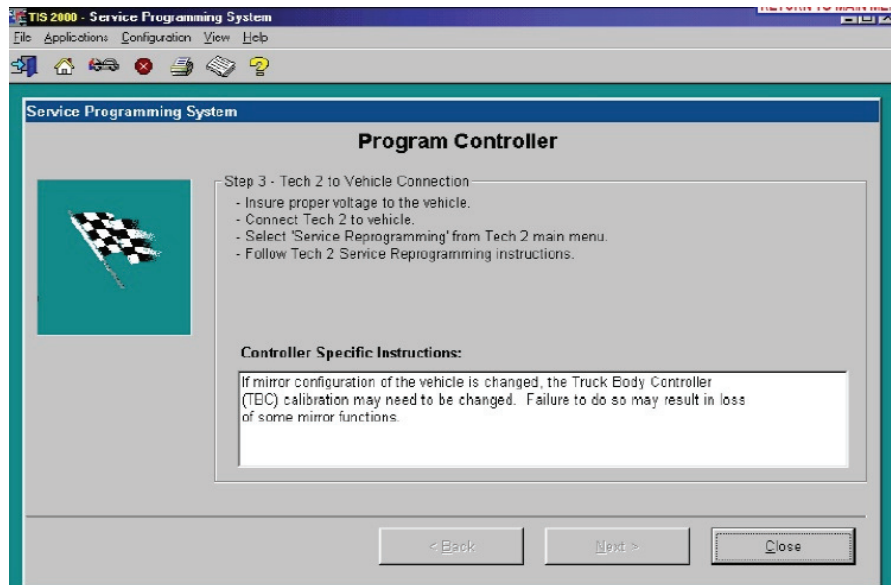 RETURN TO MAIN ME
TIS 2000 - Service Programming System
File Applications Configuration View Help
Service Programming System
Program Controller
Step 3 - Tech 2 to Vehicle Connection
- Insure proper voltage to the vehicle.
- Connect Tech 2 to vehicle.
- Select 'Service Reprogramming' from Tech 2 main menu.
- Follow Tech 2 Service Reprogramming instructions.
Controller Specific Instructions:
If mirror configuration of the vehicle is changed, the Truck Body Controller
(TBC) calibration may need to be changed. Failure to do so may result in loss
of some mirror functions.
< Back Next > Close